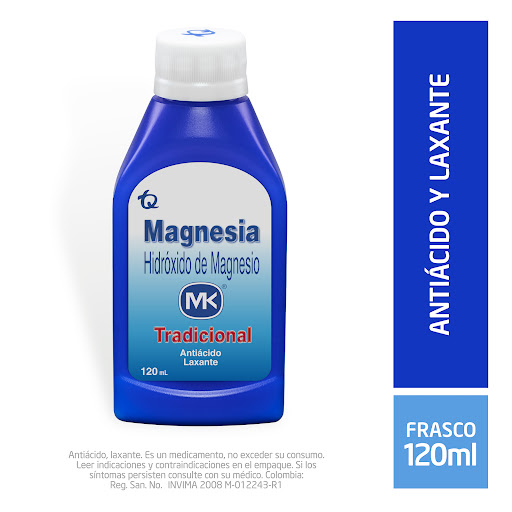 TQ
Magnesia
Hidróxido de Magnesio
MK®
Tradicional
Antiácido
Laxante
120 mL
ANTIÁCIDO Y LAXANTE
FRASCO
120ml
Antiácido, laxante. Es un medicamento, no exceder su consumo.
Leer indicaciones y contraindicaciones en el empaque. Si los
síntomas persisten consulte con su médico. Colombia:
Reg. San. No. INVIMA 2008 M-012243-R1